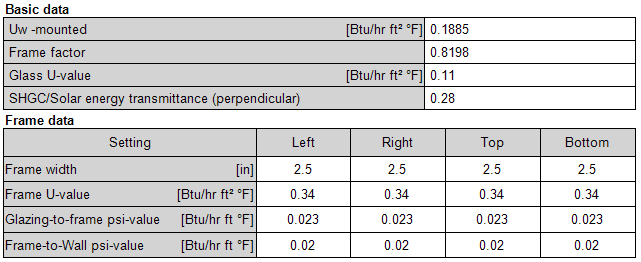 Basic data
Uw -mounted [Btu/hr ft² °F] 0.1885
Frame factor 0.8198
Glass U-value [Btu/hr ft² °F] 0.11
SHGC/Solar energy transmittance (perpendicular) 0.28
Frame data
Setting Left Right Top Bottom
Frame width [in] 2.5 2.5 2.5 2.5
Frame U-value [Btu/hr ft² °F] 0.34 0.34 0.34 0.34
Glazing-to-frame psi-value [Btu/hr ft °F] 0.023 0.023 0.023 0.023
Frame-to-Wall psi-value [Btu/hr ft °F] 0.02 0.02 0.02 0.02